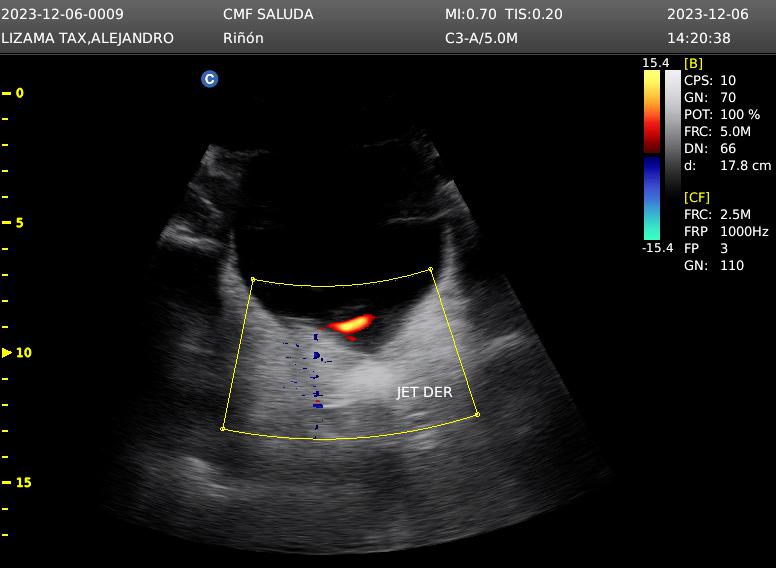 2023-12-06-0009 CMF SALUDA MI:0.70 TIS:0.20 2023-12-06
LIZAMA TAX,ALEJANDRO Riñón C3-A/5.0M 14:20:38
C
15.4 [B]
CPS: 10
GN: 70
POT: 100 %
FRC: 5.0M
DN: 66
d: 17.8 cm
[CF]
FRC: 2.5M
FRP 1000Hz
-15.4 FP 3
GN: 110
0
5
10
15
JET DER